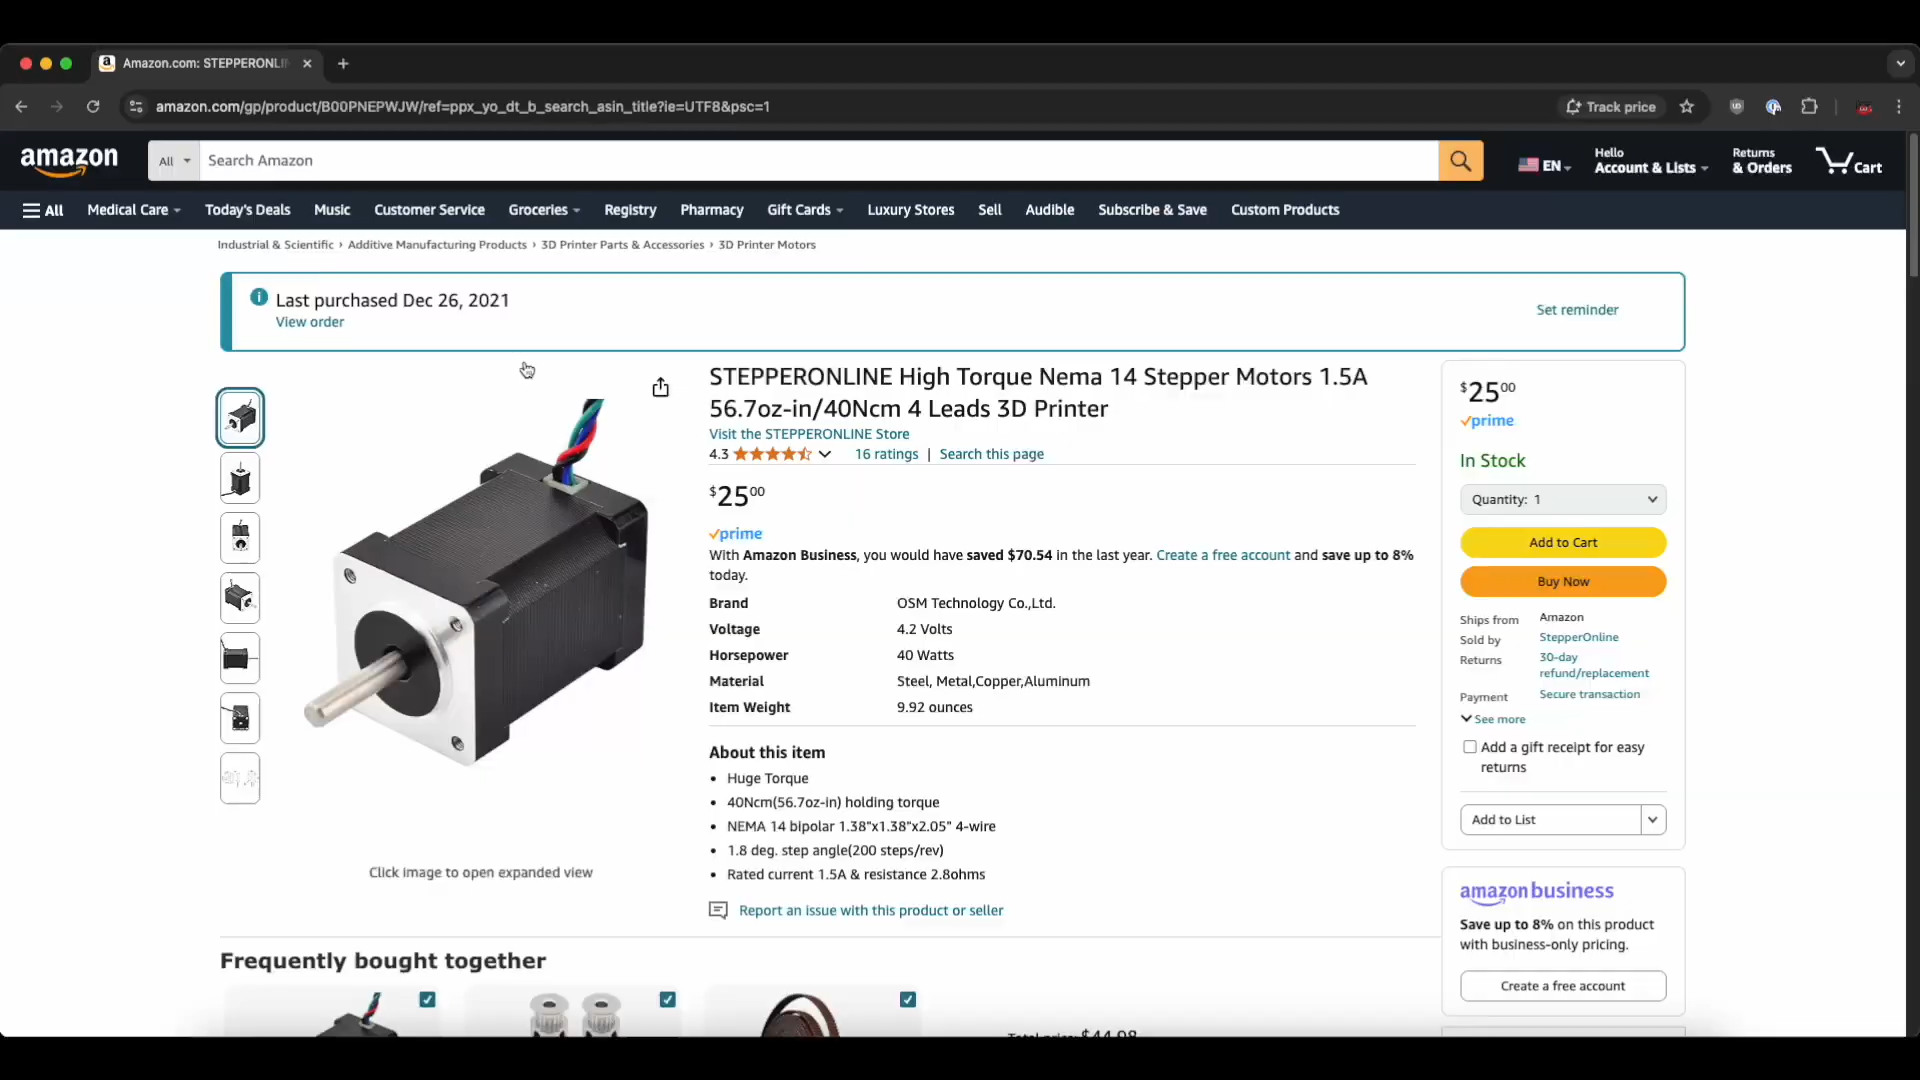 Amazon.com: STEPPERONLI
amazon.com/gp/product/B00PNEPWJW/ref=ppx_yo_dt_b_search_asin_title?ie=UTF8&psc=1
Track price
amazon
All
Search Amazon
EN
Hello
Account & Lists
Returns
& Orders
Cart
All
Medical Care
Today's Deals
Music
Customer Service
Groceries
Registry
Pharmacy
Gift Cards
Luxury Stores
Sell
Audible
Subscribe & Save
Custom Products
Industrial & Scientific › Additive Manufacturing Products › 3D Printer Parts & Accessories › 3D Printer Motors
Last purchased Dec 26, 2021
View order
Set reminder
STEPPERONLINE High Torque Nema 14 Stepper Motors 1.5A
56.7oz-in/40Ncm 4 Leads 3D Printer
Visit the STEPPERONLINE Store
4.3
16 ratings | Search this page
$2500
prime
With Amazon Business, you would have saved $70.54 in the last year. Create a free account and save up to 8%
today.
Brand OSM Technology Co.,Ltd.
Voltage 4.2 Volts
Horsepower 40 Watts
Material Steel, Metal,Copper,Aluminum
Item Weight 9.92 ounces
About this item
• Huge Torque
• 40Ncm(56.7oz-in) holding torque
• NEMA 14 bipolar 1.38"x1.38"x2.05" 4-wire
• 1.8 deg. step angle(200 steps/rev)
• Rated current 1.5A & resistance 2.8ohms
Report an issue with this product or seller
Click image to open expanded view
$2500
prime
In Stock
Quantity: 1
Add to Cart
Buy Now
Ships from Amazon
Sold by StepperOnline
Returns 30-day
refund/replacement
Payment Secure transaction
See more
Add a gift receipt for easy
returns
Add to List
amazon business
Save up to 8% on this product
with business-only pricing.
Create a free account
Frequently bought together
Total price: $44.98